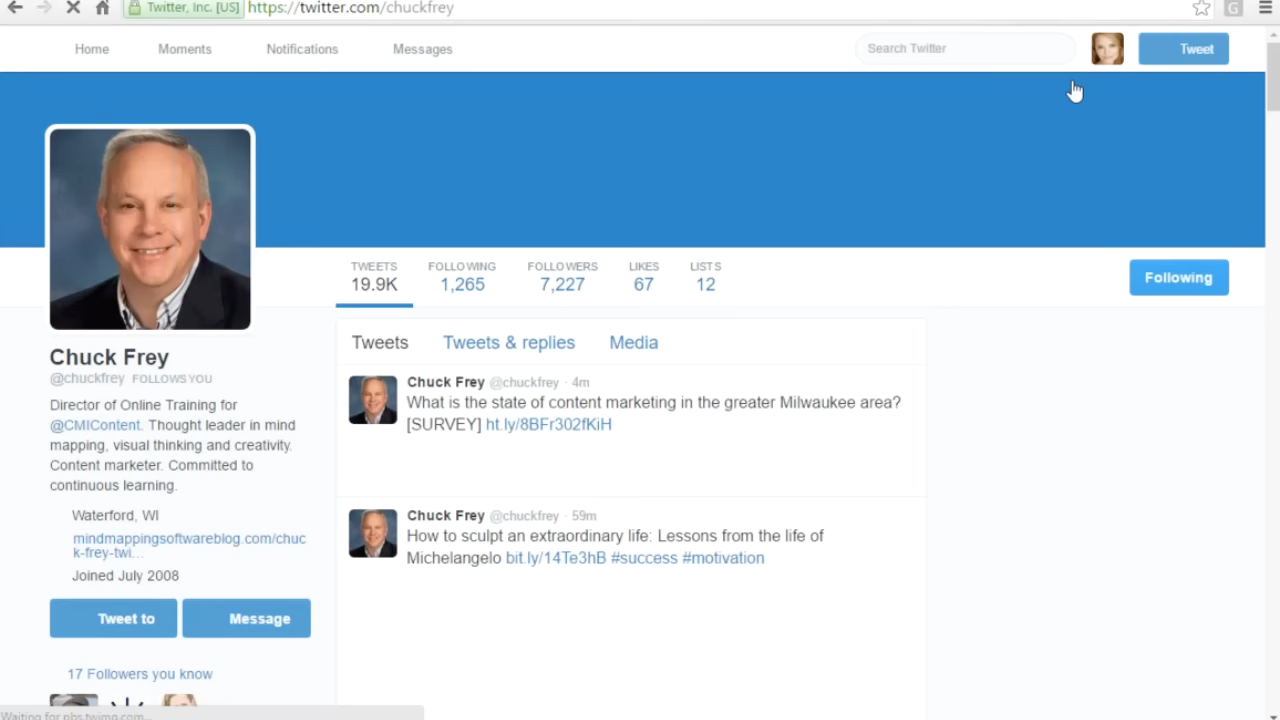 Twitter, Inc. [US] https://twitter.com/chuckfrey
G
Home Moments Notifications Messages Search Twitter Tweet
TWEETS FOLLOWING FOLLOWERS LIKES LISTS
19.9K 1,265 7,227 67 12
Following
Chuck Frey
@chuckfrey FOLLOWS YOU
Director of Online Training for
@CMIContent. Thought leader in mind
mapping, visual thinking and creativity.
Content marketer. Committed to
continuous learning.
Waterford, WI
mindmappingsoftwareblog.com/chuc
k-frey-twi...
Joined July 2008
Tweet to Message
17 Followers you know
Tweets Tweets & replies Media
Chuck Frey @chuckfrey · 4m
What is the state of content marketing in the greater Milwaukee area?
[SURVEY] ht.ly/8BFr302fKiH
Chuck Frey @chuckfrey · 59m
How to sculpt an extraordinary life: Lessons from the life of
Michelangelo bit.ly/14Te3hB #success #motivation
Waiting for pbs.twimg.com...